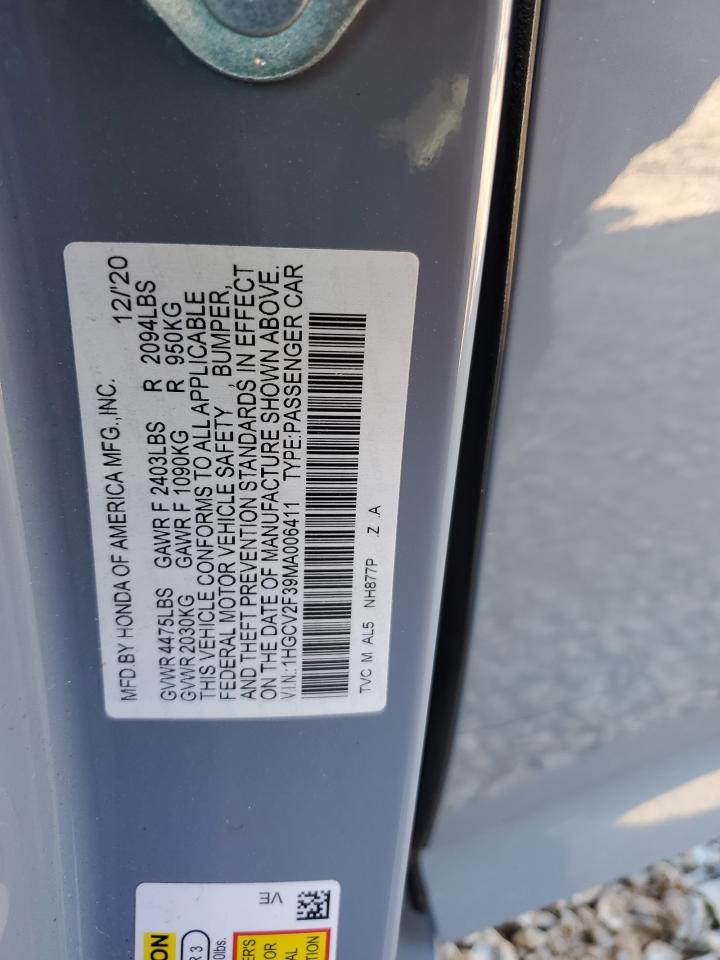 MFD.BY HONDA OF AMERICA MFG.,INC. 12/'20
GVWR 4475LBS GAWR F 2403LBS R 2094LBS
GVWR 2030KG GAWR F 1090KG R 950KG
THIS VEHICLE CONFORMS TO ALL APPLICABLE
FEDERAL MOTOR VEHICLE SAFETY , BUMPER,
AND THEFT PREVENTION STANDARDS IN EFFECT
ON THE DATE OF MANUFACTURE SHOWN ABOVE.
V.I.N.:1HGCV2F39MA006411 TYPE:PASSENGER CAR
TVC M AL5 NH877P Z .A
VE